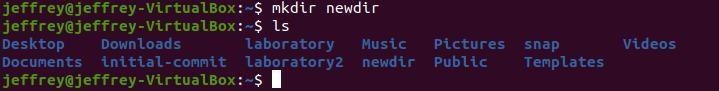 jeffrey@jeffrey-VirtualBox:~$ mkdir newdir
jeffrey@jeffrey-VirtualBox:~$ ls
Desktop    Downloads       laboratory   Music   Pictures  snap       Videos
Documents  initial-commit  laboratory2  newdir  Public    Templates
jeffrey@jeffrey-VirtualBox:~$